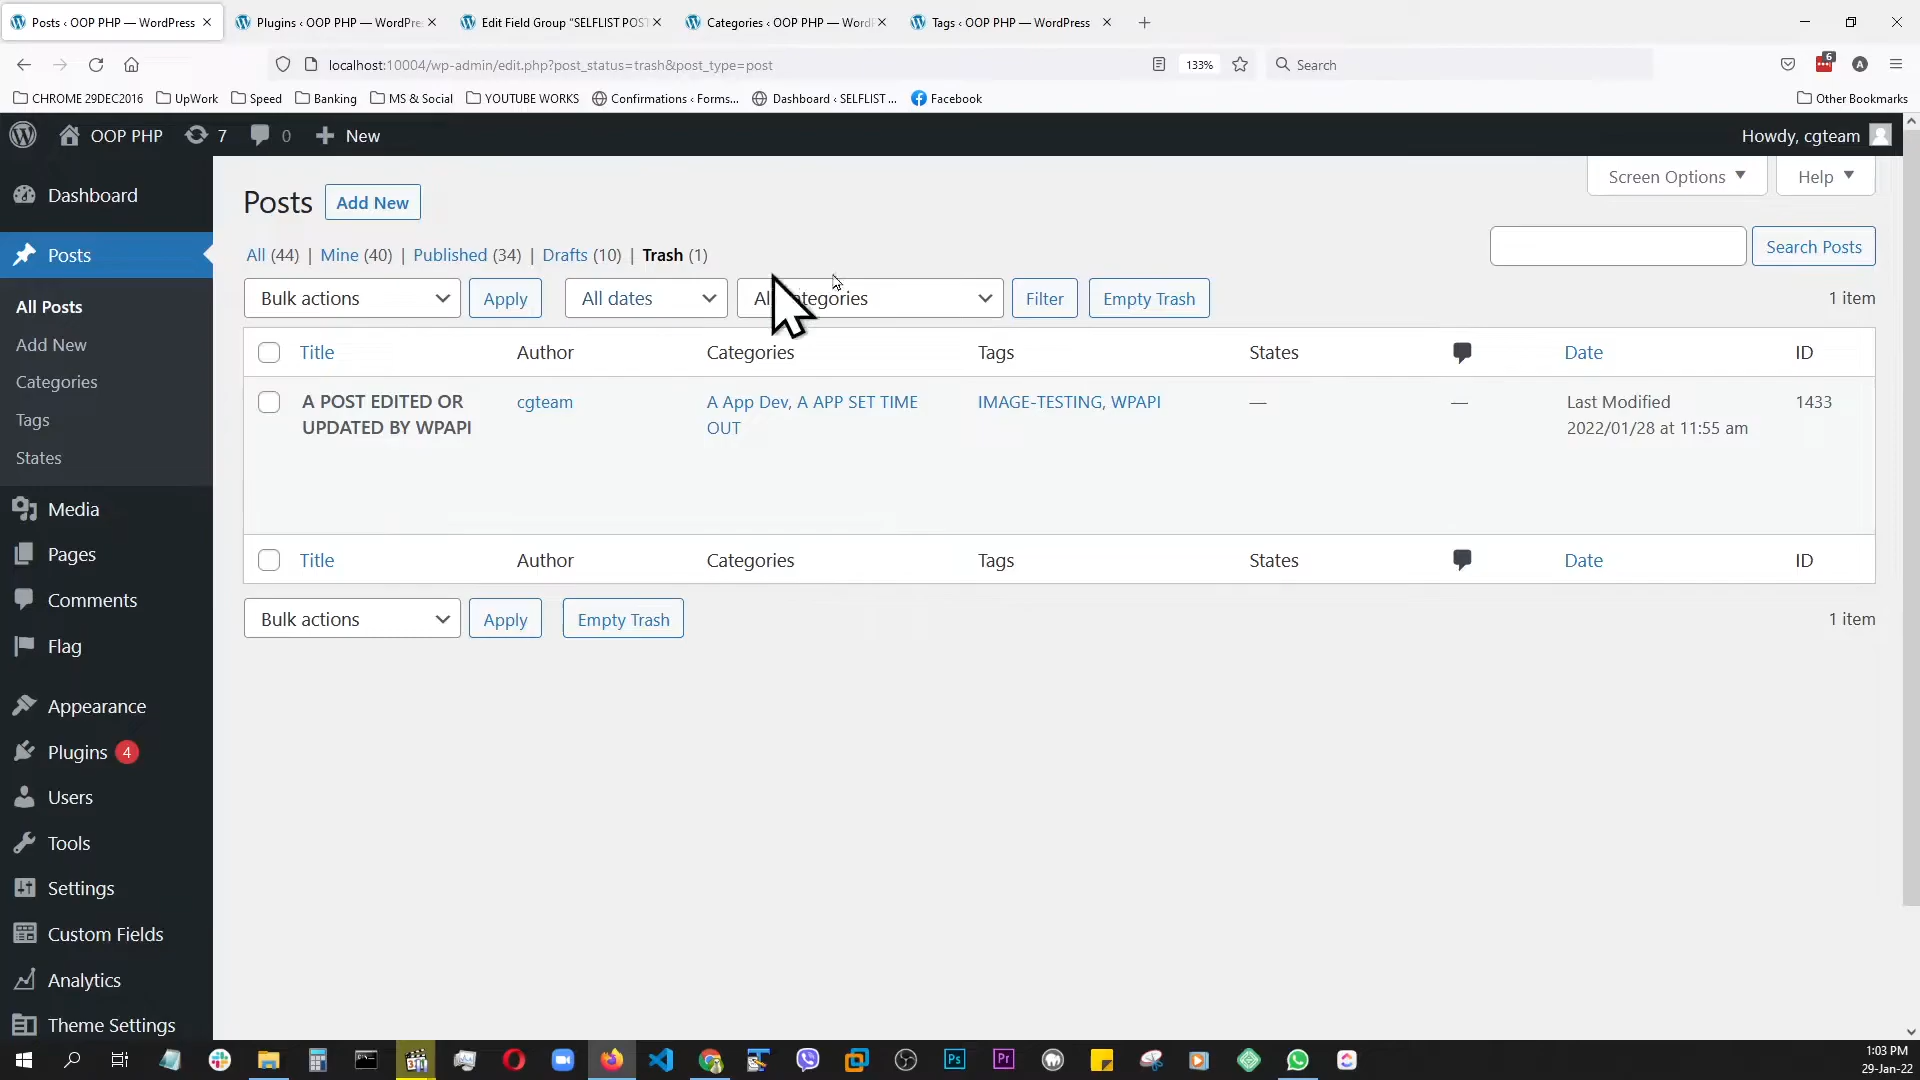 Posts ‹ OOP PHP — WordPress
Plugins ‹ OOP PHP — WordPre
Edit Field Group "SELFLIST POST
Categories ‹ OOP PHP — Word
Tags ‹ OOP PHP — WordPress
localhost:10004/wp-admin/edit.php?post_status=trash&post_type=post
133%
Search
6
A
CHROME 29DEC2016
UpWork
Speed
Banking
MS & Social
YOUTUBE WORKS
Confirmations ‹ Forms...
Dashboard ‹ SELFLIST ...
Facebook
Other Bookmarks
OOP PHP
7
0
New
Howdy, cgteam
Dashboard
Posts
All Posts
Add New
Categories
Tags
States
Media
Pages
Comments
Flag
Appearance
Plugins 4
Users
Tools
Settings
Custom Fields
Analytics
Theme Settings
Posts
Add New
Screen Options
Help
All (44) | Mine (40) | Published (34) | Drafts (10) | Trash (1)
Search Posts
Bulk actions
Apply
All dates
All Categories
Filter
Empty Trash
1 item
Title Author Categories Tags States Date ID
A POST EDITED OR cgteam A App Dev, A APP SET TIME IMAGE-TESTING, WPAPI — — Last Modified 1433
UPDATED BY WPAPI OUT 2022/01/28 at 11:55 am
Title Author Categories Tags States Date ID
Bulk actions
Apply
Empty Trash
1 item
Ps
Pr
1:03 PM
29-Jan-22